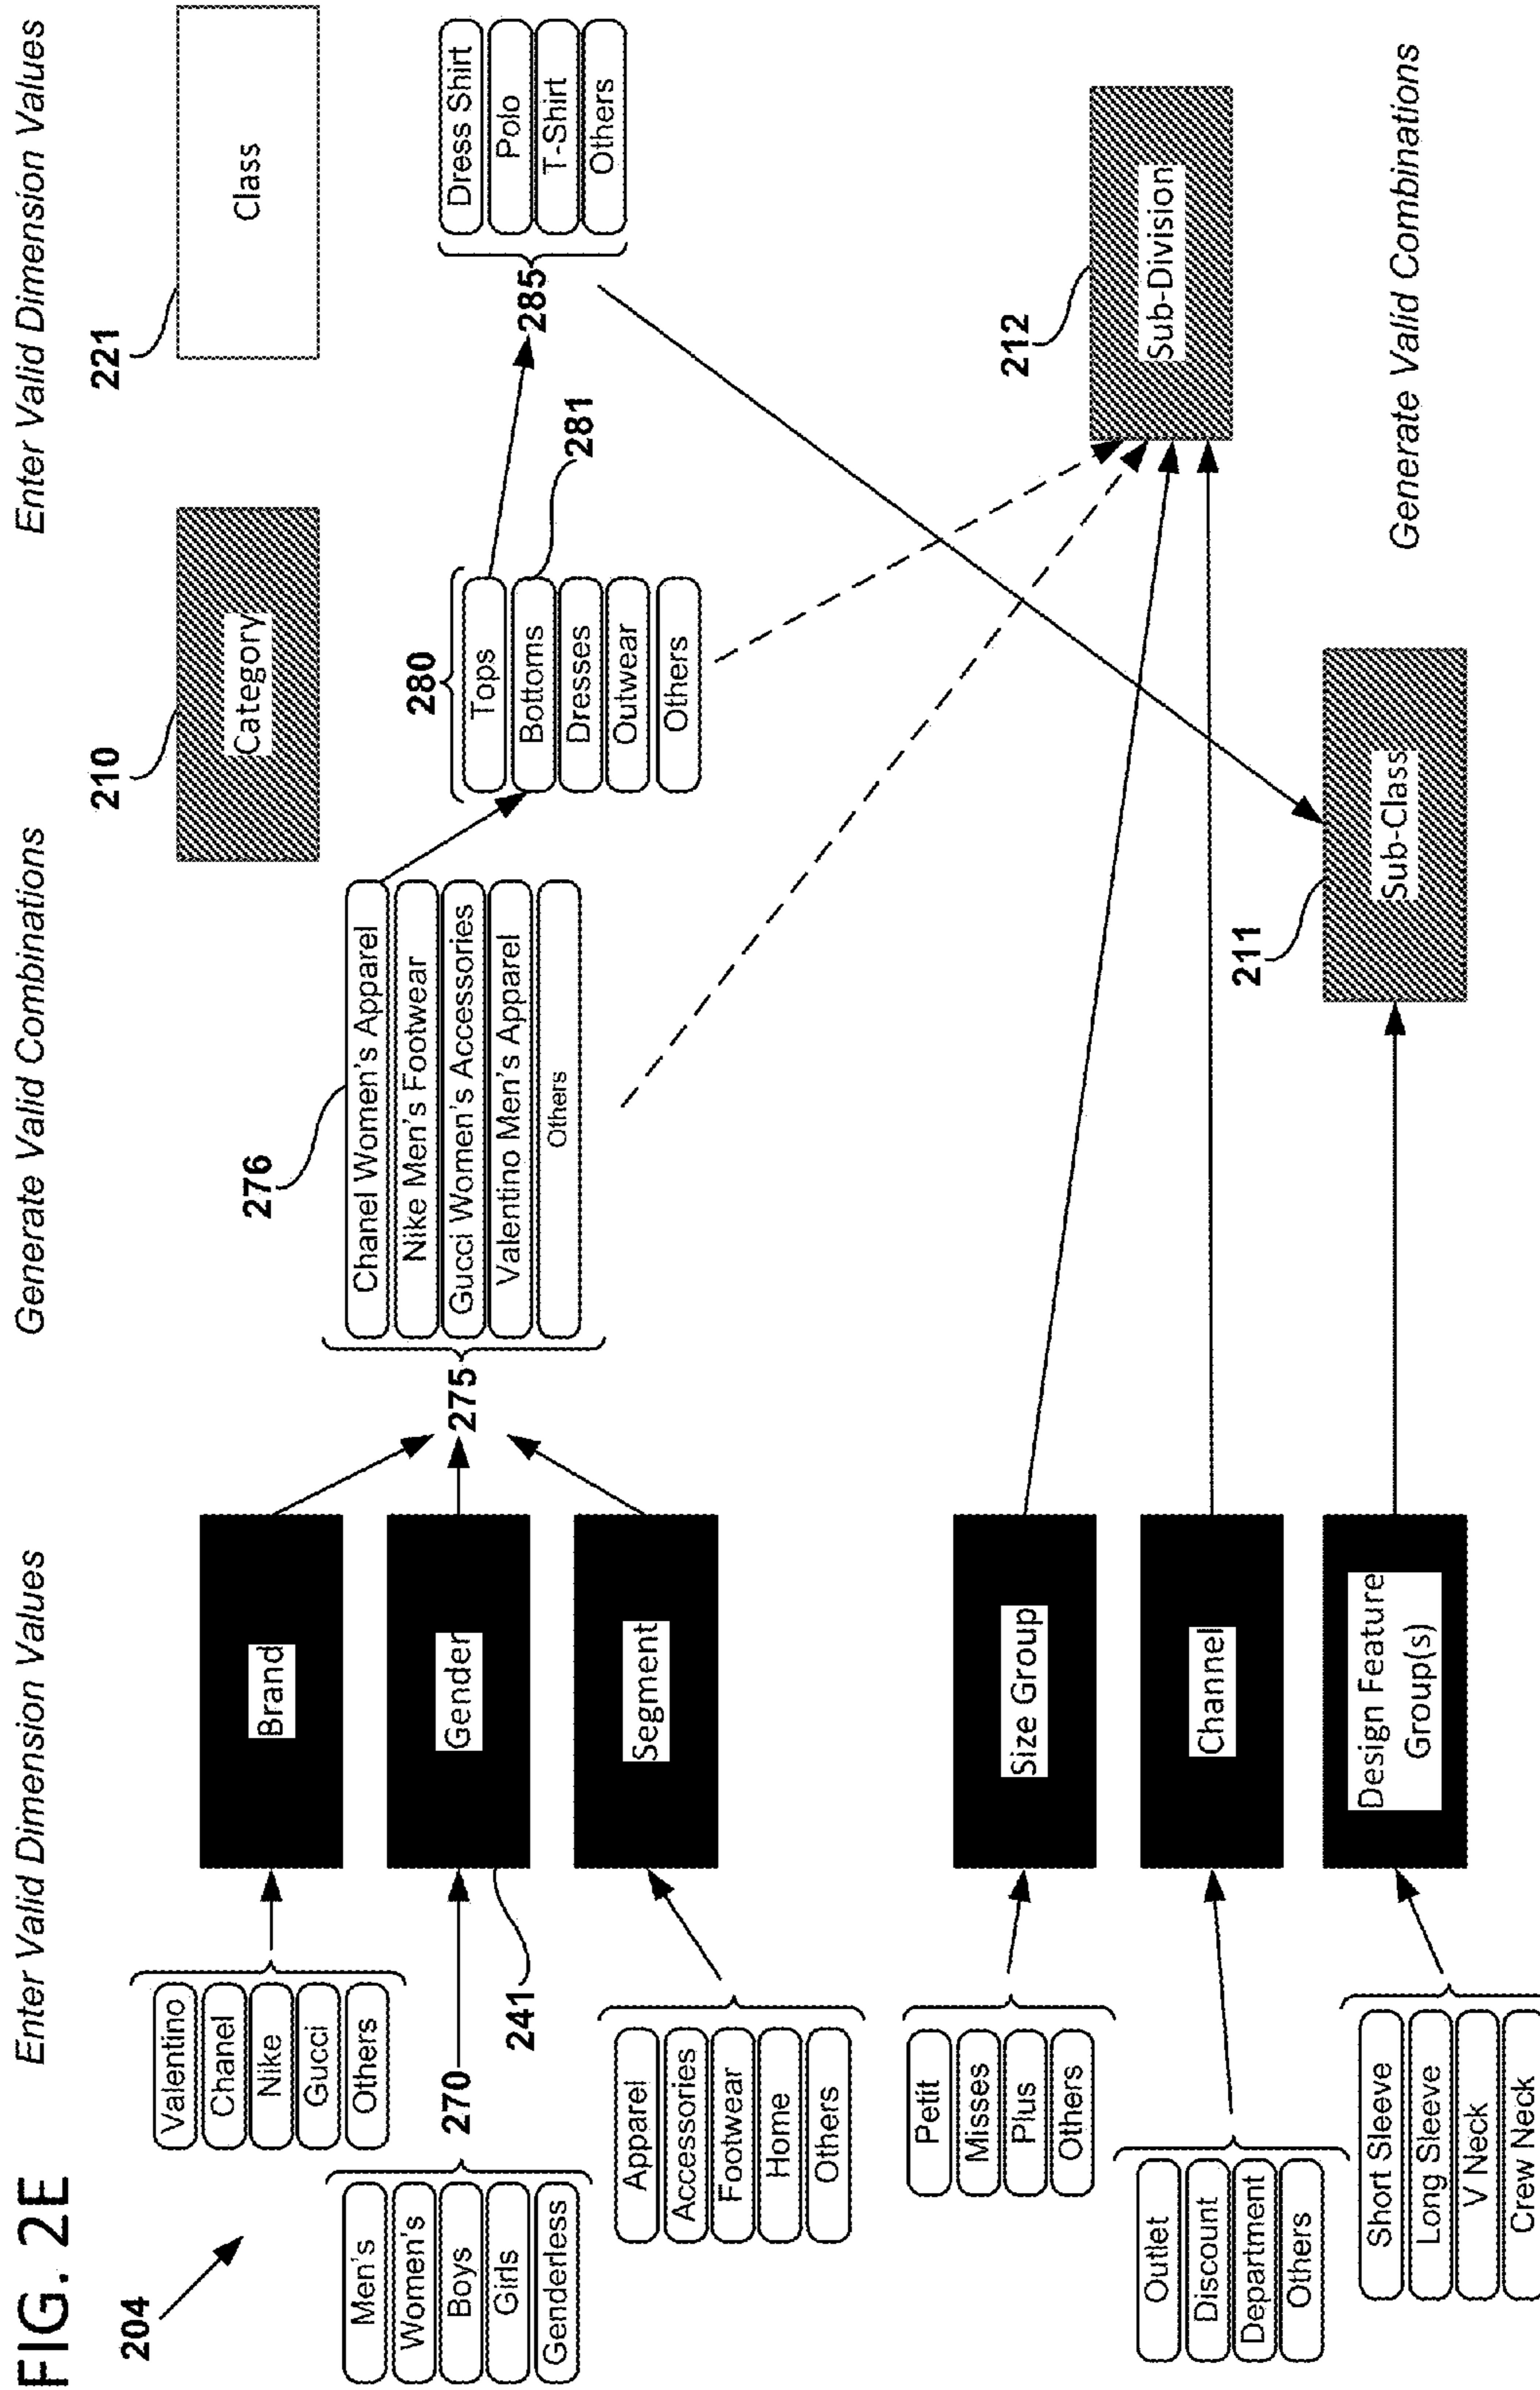 FIG. 2E
Enter Valid Dimension Values
Generate Valid Combinations
Enter Valid Dimension Values
204
Valentino
Chanel
Nike
Gucci
Others
Brand
Men's
Women's
Boys
Girls
Genderless
270
241
Gender
Apparel
Accessories
Footwear
Home
Others
Segment
275
276
Chanel Women's Apparel
Nike Men's Footwear
Gucci Women's Accessories
Valentino Men's Apparel
Others
210
Category
280
Tops
Bottoms
Dresses
Outwear
Others
281
221
Class
285
Dress Shirt
Polo
T-Shirt
Others
Petit
Misses
Plus
Others
Size Group
Outlet
Discount
Department
Others
Channel
Short Sleeve
Long Sleeve
V Neck
Crew Neck
Design Feature
Group(s)
211
Sub-Class
212
Sub-Division
Generate Valid Combinations